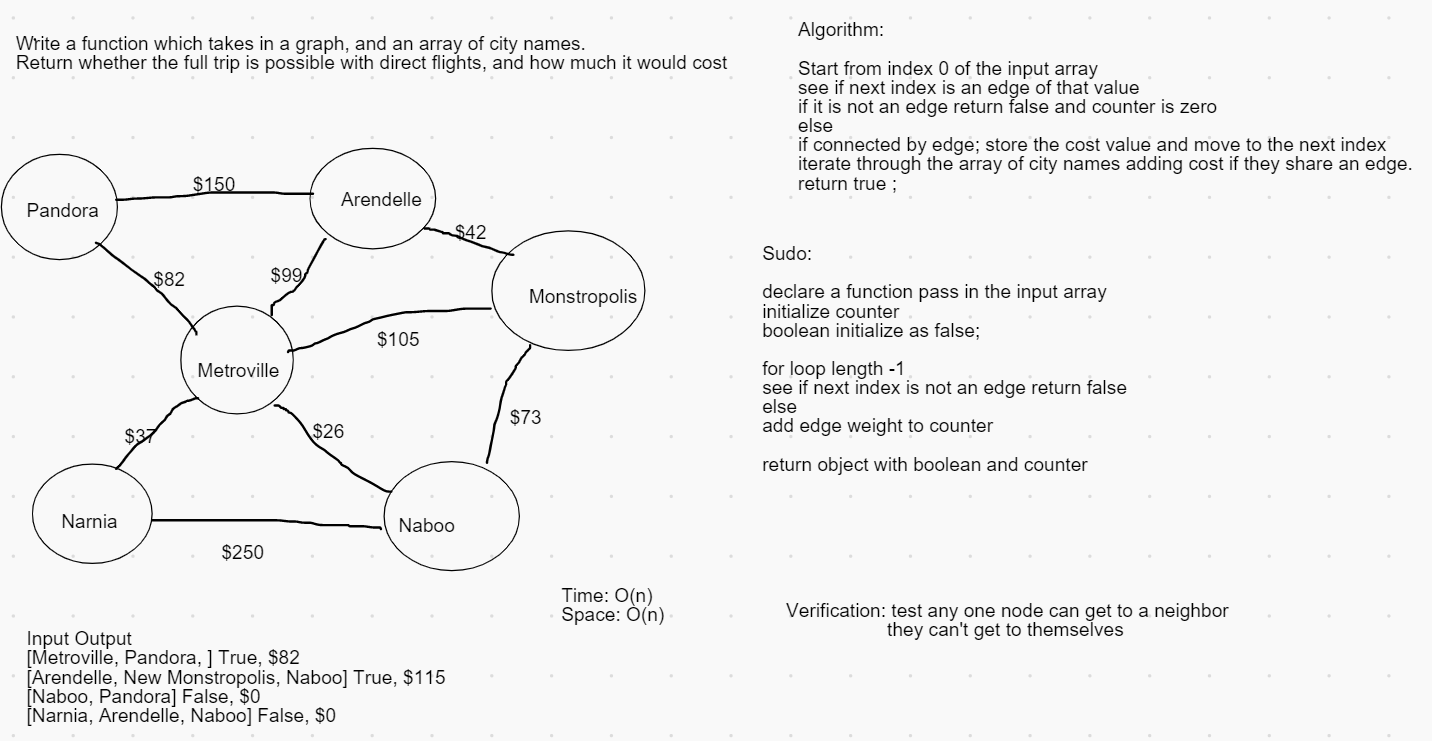 Write a function which takes in a graph, and an array of city names.
Return whether the full trip is possible with direct flights, and how much it would cost
Pandora
$150
Arendelle
$42
$82
$99
Monstropolis
$105
Metroville
$37
$26
$73
Narnia
Naboo
$250
Time: O(n)
Space: O(n)
Input Output
[Metroville, Pandora, ] True, $82
[Arendelle, New Monstropolis, Naboo] True, $115
[Naboo, Pandora] False, $0
[Narnia, Arendelle, Naboo] False, $0
Algorithm:
Start from index 0 of the input array
see if next index is an edge of that value
if it is not an edge return false and counter is zero
else
if connected by edge; store the cost value and move to the next index
iterate through the array of city names adding cost if they share an edge.
return true ;
Sudo:
declare a function pass in the input array
initialize counter
boolean initialize as false;
for loop length -1
see if next index is not an edge return false
else
add edge weight to counter
return object with boolean and counter
Verification: test any one node can get to a neighbor
they can't get to themselves